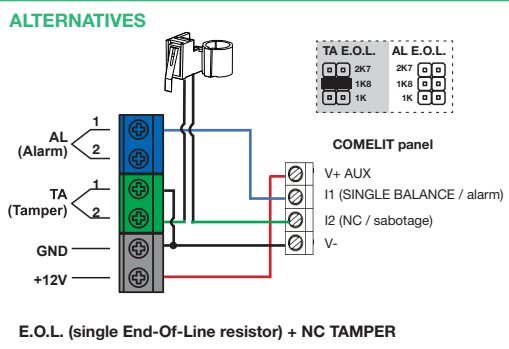 ALTERNATIVES
TA E.O.L. AL E.O.L.
2K7 2K7
1K8 1K8
1K 1K
COMELIT panel
AL (Alarm)
1
2
TA (Tamper)
1
2
GND
+12V
V+ AUX
I1 (SINGLE BALANCE / alarm)
I2 (NC / sabotage)
V-
E.O.L. (single End-Of-Line resistor) + NC TAMPER